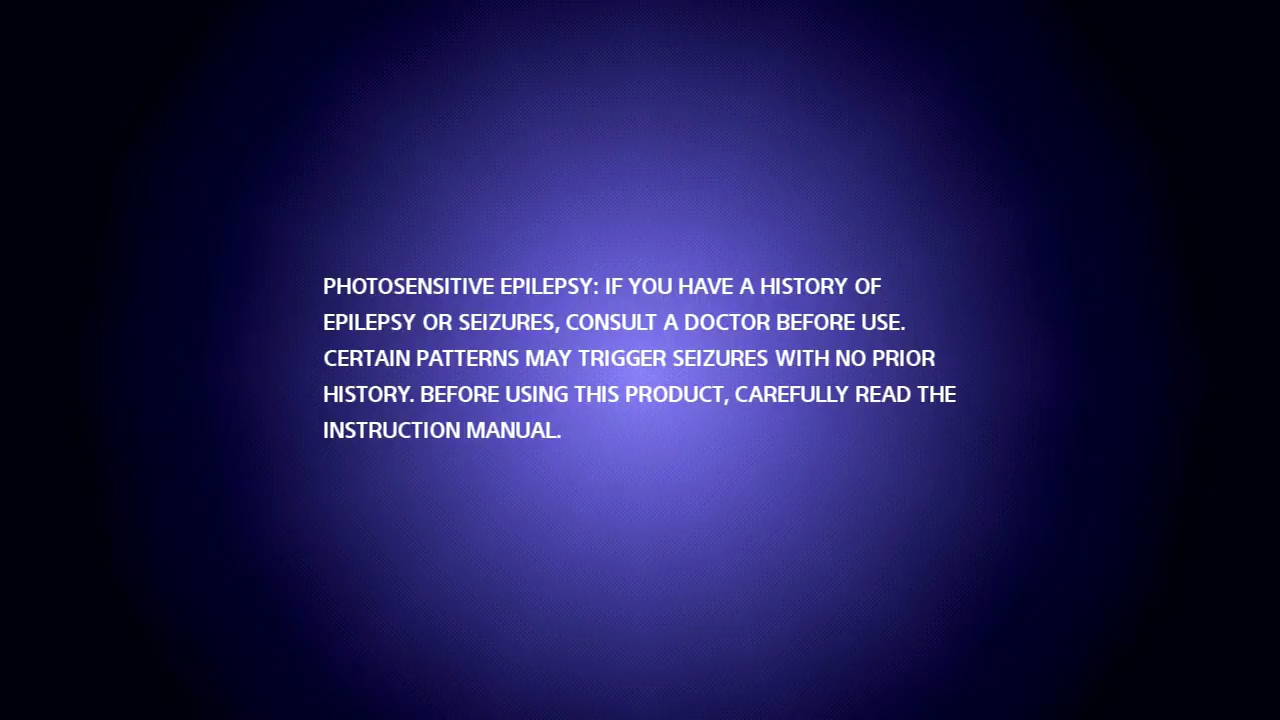 PHOTOSENSITIVE EPILEPSY: IF YOU HAVE A HISTORY OF
EPILEPSY OR SEIZURES, CONSULT A DOCTOR BEFORE USE.
CERTAIN PATTERNS MAY TRIGGER SEIZURES WITH NO PRIOR
HISTORY. BEFORE USING THIS PRODUCT, CAREFULLY READ THE
INSTRUCTION MANUAL.